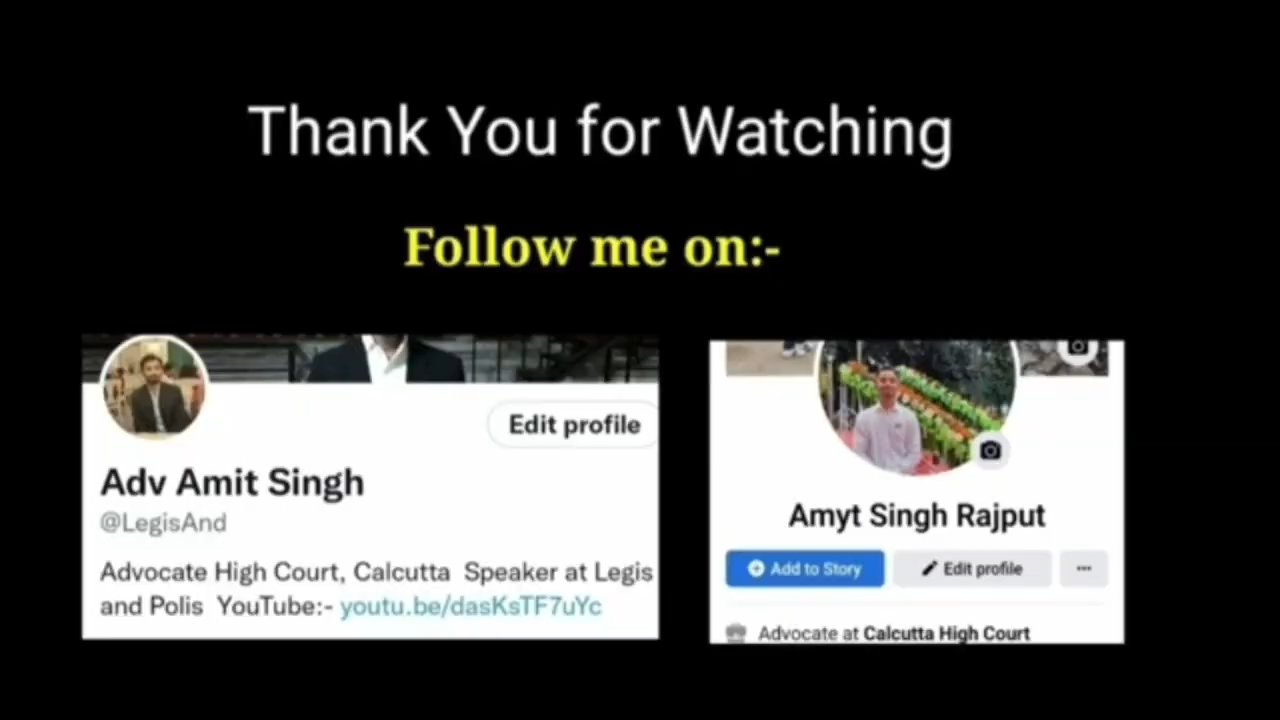 Thank You for Watching
Follow me on:-
Edit profile
Adv Amit Singh
@LegisAnd
Advocate High Court, Calcutta Speaker at Legis
and Polis YouTube:- youtu.be/dasKsTF7uYc
Amyt Singh Rajput
Add to Story
Edit profile
Advocate at Calcutta High Court